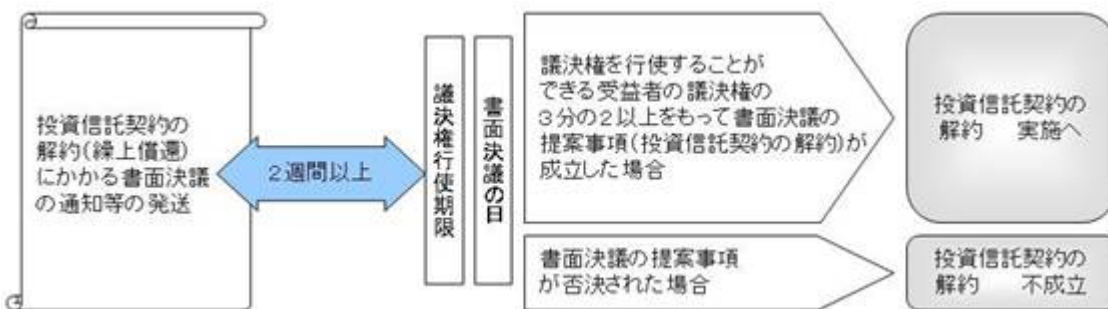 投資信託契約の
解約(繰上償還)
にかかる書面決議
の通知等の発送
2週間以上
議決権行使期限
書面決議の日
議決権を行使することが
できる受益者の議決権の
3分の2以上をもって書面決議の
提案事項(投資信託契約の解約)が
成立した場合
投資信託契約の
解約　実施へ
書面決議の提案事項
が否決された場合
投資信託契約の
解約　不成立